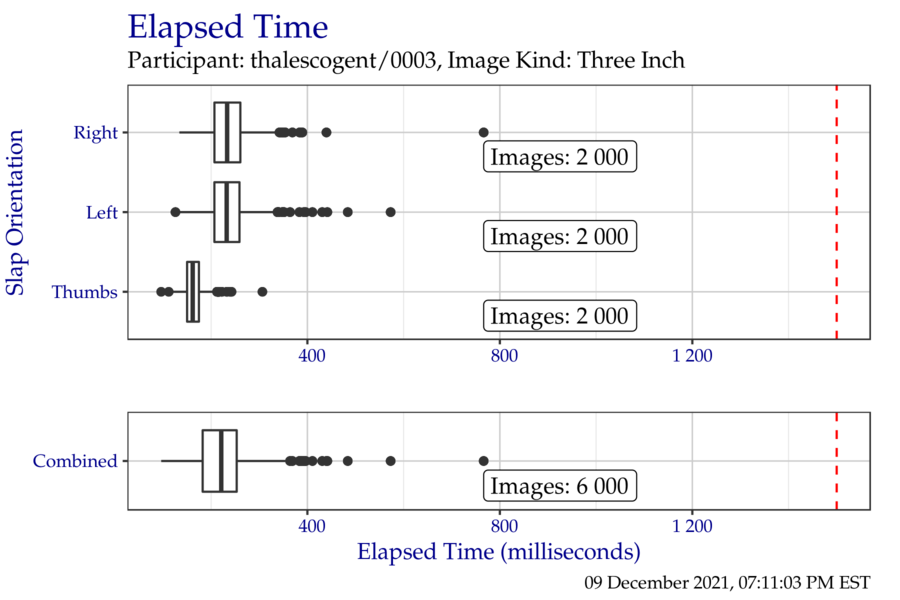 Elapsed Time
Participant: thalescogent/0003, Image Kind: Three Inch
Slap Orientation
Right
Images: 2 000
Left
Images: 2 000
Thumbs
Images: 2 000
400 800 1 200
Combined
Images: 6 000
400 800 1 200
Elapsed Time (milliseconds)
09 December 2021, 07:11:03 PM EST